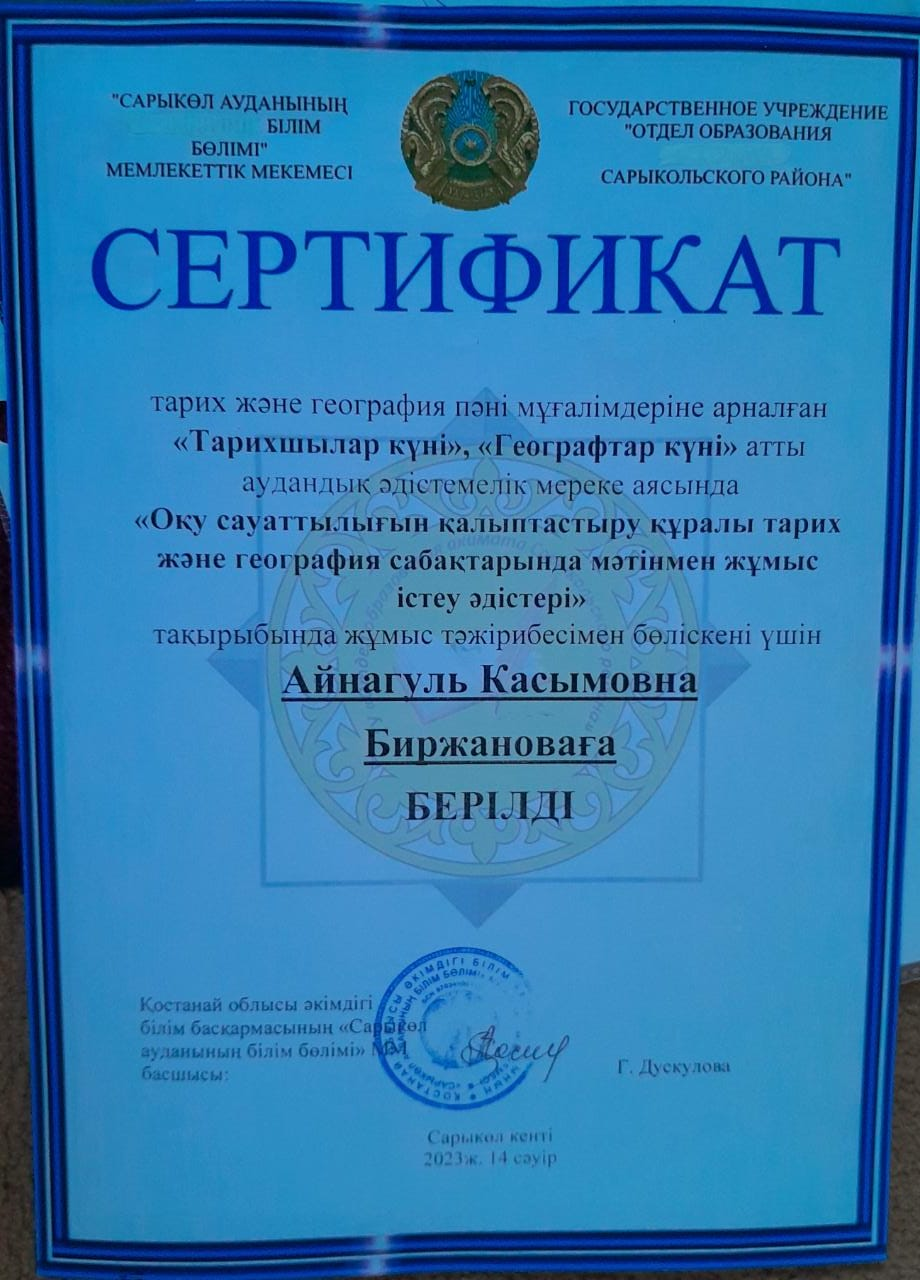 "САРЫКӨЛ АУДАНЫНЫҢ
БІЛІМ
БӨЛІМІ"
МЕМЛЕКЕТТІК МЕКЕМЕСІ
ГОСУДАРСТВЕННОЕ УЧРЕЖДЕНИЕ
"ОТДЕЛ ОБРАЗОВАНИЯ
САРЫКОЛЬСКОГО РАЙОНА"
СЕРТИФИКАТ
тарих және география пәні мұғалімдеріне арналған
«Тарихшылар күні», «Географтар күні» атты
аудандық әдістемелік мереке аясында
«Оқу сауаттылығын қалыптастыру құралы тарих
және география сабақтарында мәтінмен жұмыс
істеу әдістері»
тақырыбында жұмыс тәжірибесімен бөліскені үшін
Айнагуль Касымовна
Биржановаға
БЕРІЛДІ
Қостанай облысы әкімдігі
білім басқармасының «Сарыкөл
ауданының білім бөлімі»
басшысы:
Г. Дускулова
Сарыкөл кенті
2023ж. 14 сәуір